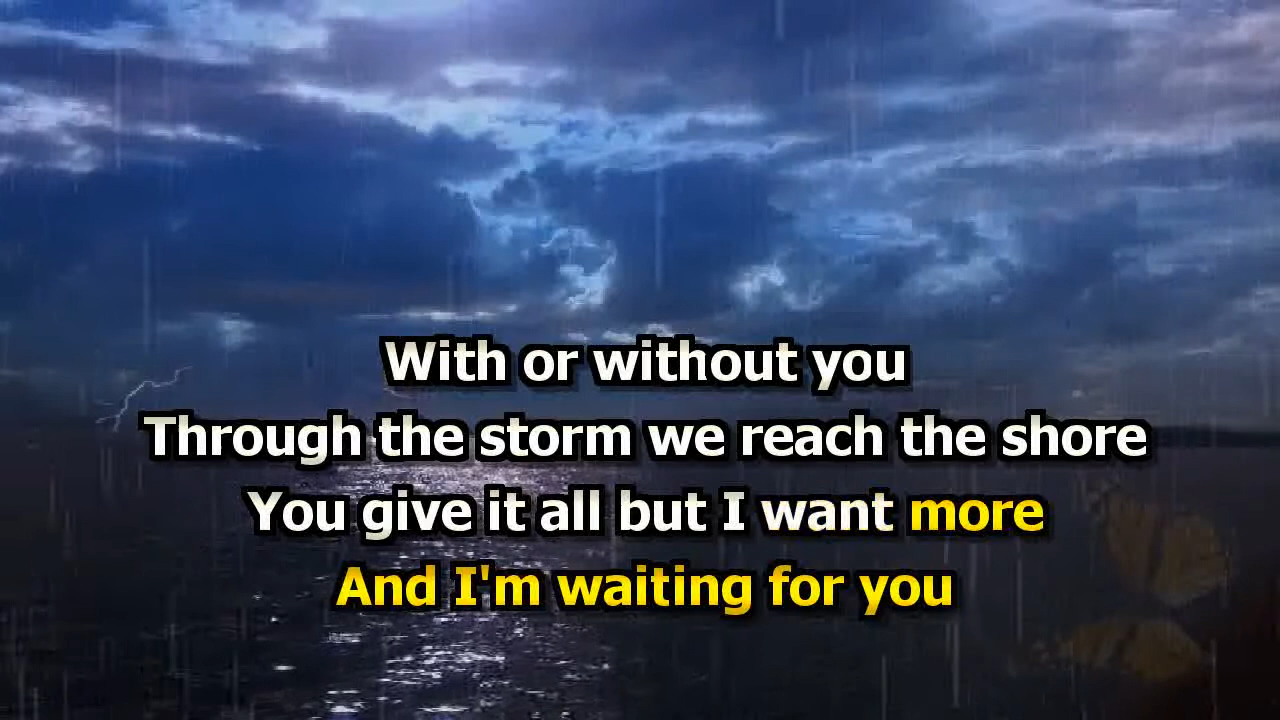 With or without you
Through the storm we reach the shore
You give it all but I want more
And I'm waiting for you